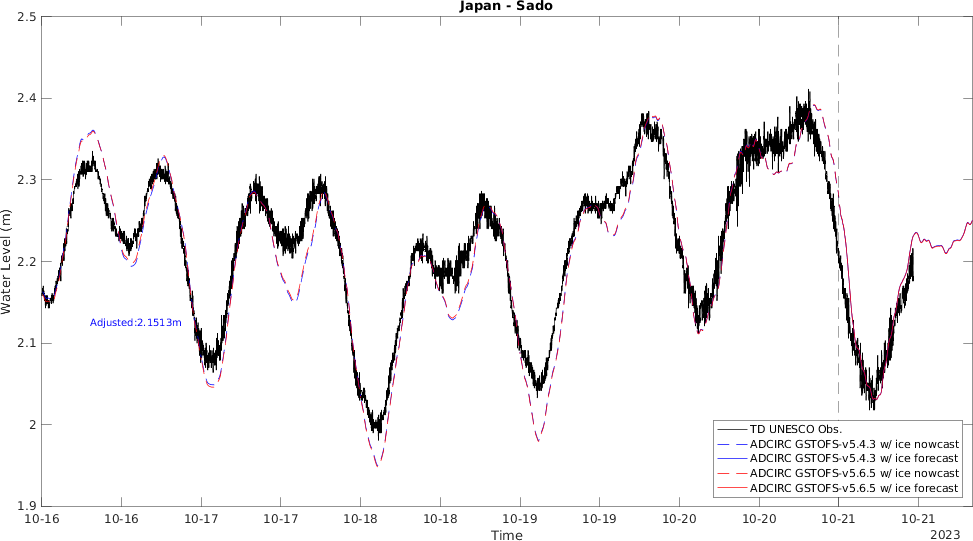 Japan - Sado
2.5
2.4
2.3
2.2
2.1
2
1.9
Water Level (m)
Adjusted:2.1513m
TD UNESCO Obs.
ADCIRC GSTOFS-v5.4.3 w/ ice nowcast
ADCIRC GSTOFS-v5.4.3 w/ ice forecast
ADCIRC GSTOFS-v5.6.5 w/ ice nowcast
ADCIRC GSTOFS-v5.6.5 w/ ice forecast
10-16 10-16 10-17 10-17 10-18 10-18 10-19 10-19 10-20 10-20 10-21 10-21
Time
2023